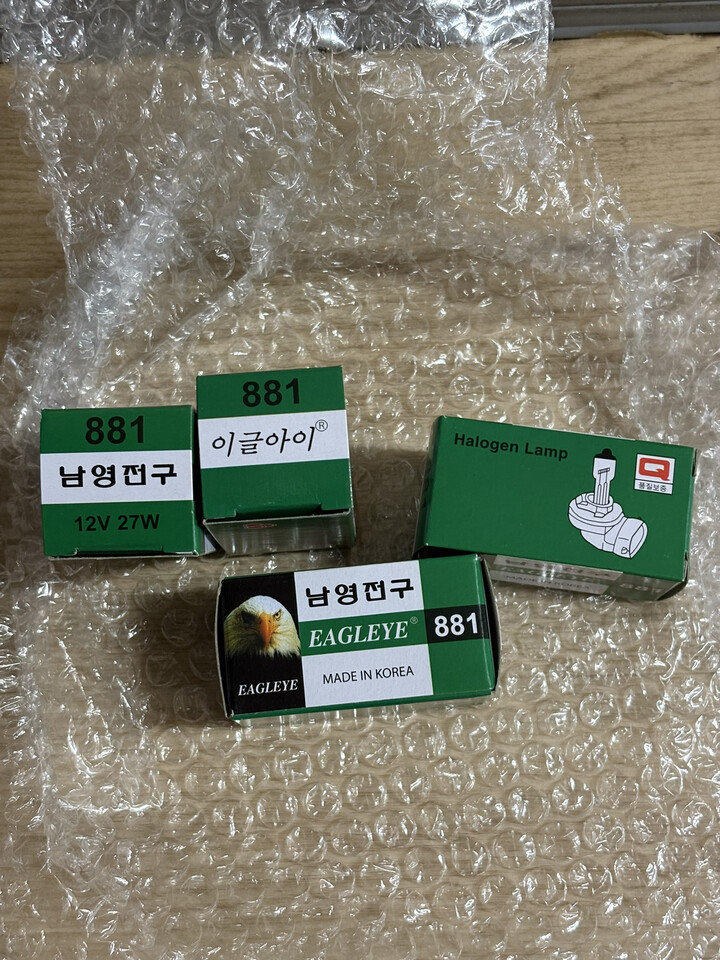 881
남영전구
12V 27W
881
이글아이®
Halogen Lamp
Q
품질보증
남영전구
EAGLEYE® 881
EAGLEYE
MADE IN KOREA